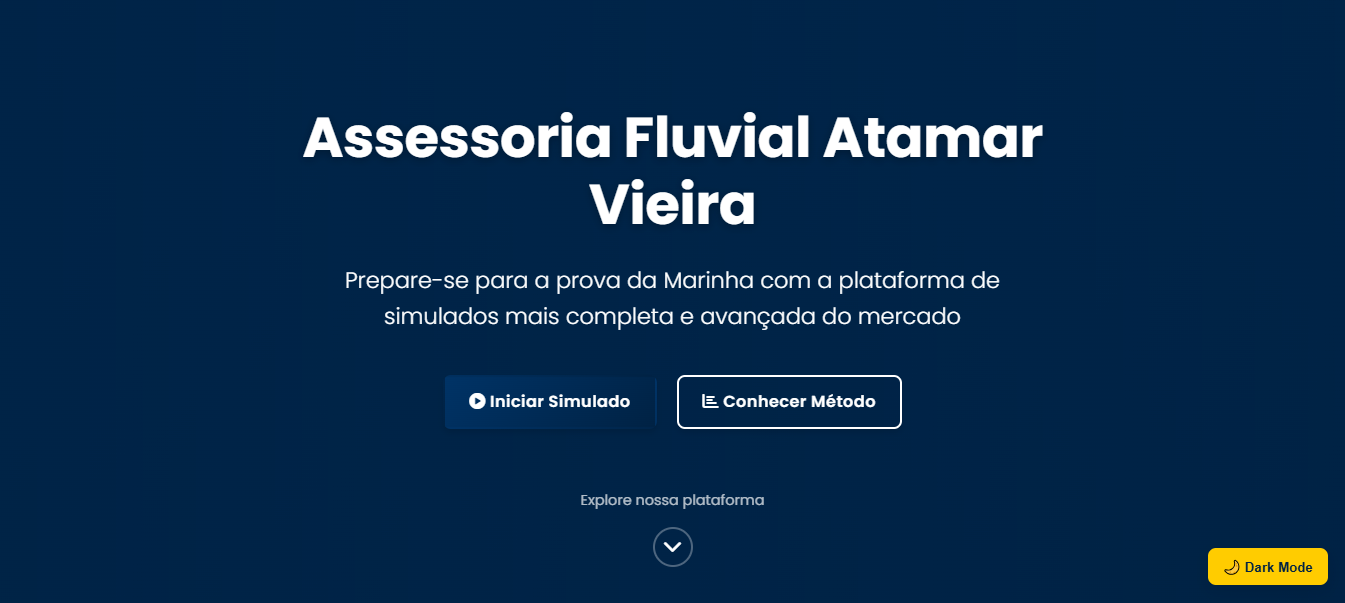 Assessoria Fluvial Atamar
Vieira
Prepare-se para a prova da Marinha com a plataforma de
simulados mais completa e avançada do mercado
Iniciar Simulado
Conhecer Método
Explore nossa plataforma
Dark Mode